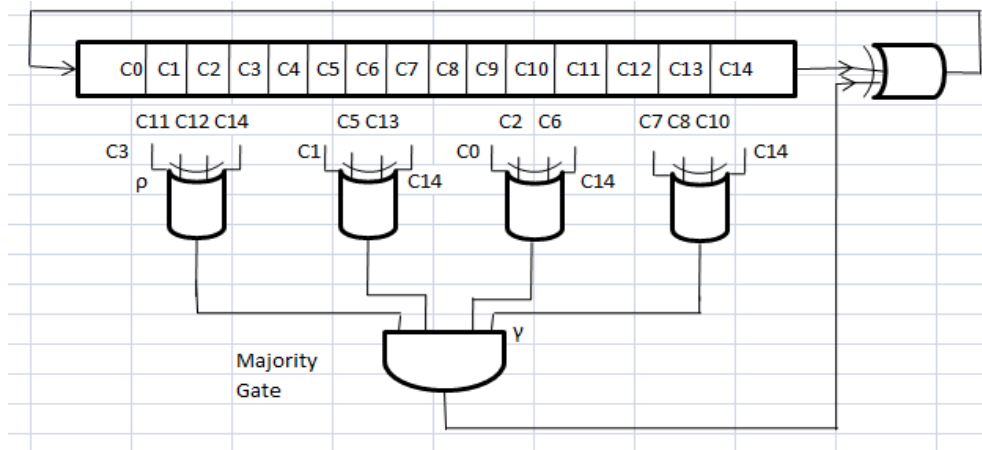 C0 C1 C2 C3 C4 C5 C6 C7 C8 C9 C10 C11 C12 C13 C14
C11 C12 C14 C5 C13 C2 C6 C7 C8 C10
C3 C1 C0 C14
ρ C14 C14
γ
Majority
Gate